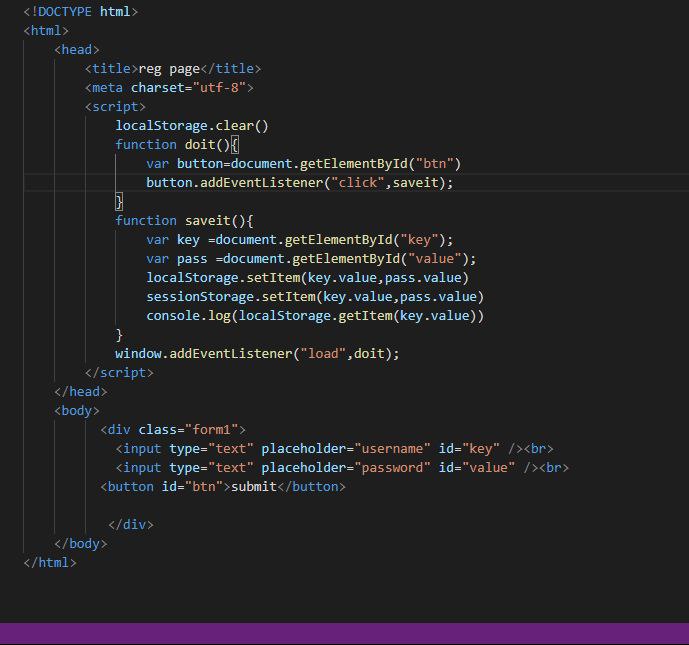 <!DOCTYPE html>
<html>
<head>
<title>reg page</title>
<meta charset="utf-8">
<script>
localStorage.clear()
function doit(){
var button=document.getElementById("btn")
button.addEventListener("click",saveit);
}
function saveit(){
var key =document.getElementById("key");
var pass =document.getElementById("value");
localStorage.setItem(key.value,pass.value)
sessionStorage.setItem(key.value,pass.value)
console.log(localStorage.getItem(key.value))
}
window.addEventListener("load",doit);
</script>
</head>
<body>
<div class="form1">
<input type="text" placeholder="username" id="key" /><br>
<input type="text" placeholder="password" id="value" /><br>
<button id="btn">submit</button>
</div>
</body>
</html>